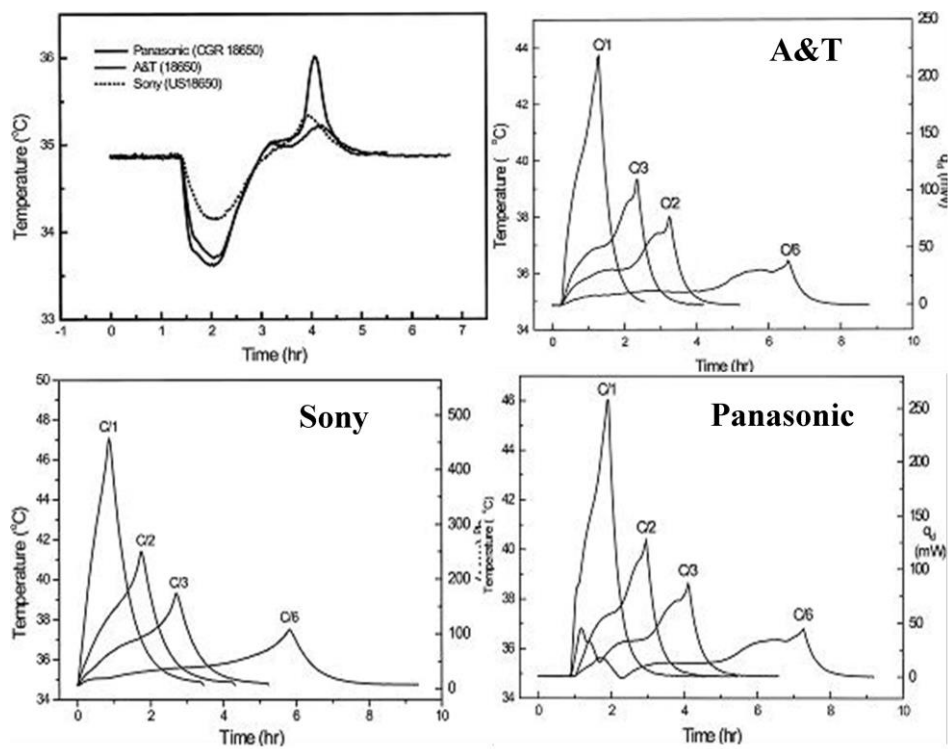 36
35
34
33
Temperature (°C)
Panasonic (CGR 18650)
A&T (18650)
Sony (US18650)
-1 0 1 2 3 4 5 6 7
Time (hr)
A&T
44
42
40
38
36
34
Temperature ( °C)
C/1
C/3
C/2
C/6
250
200
150
100
50
0
(mW)
0 2 4 6 8 10
Time (hr)
Sony
50
48
46
44
42
40
38
36
34
Temperature (°C)
C/1
C/2
C/3
C/6
500
400
300
200
100
0
0 2 4 6 8 10
Time (hr)
Panasonic
46
44
42
40
38
36
34
Temperature (°C)
C/1
C/2
C/3
C/6
250
200
150
100
50
0
qd
(mW)
0 2 4 6 8 10
Time (hr)